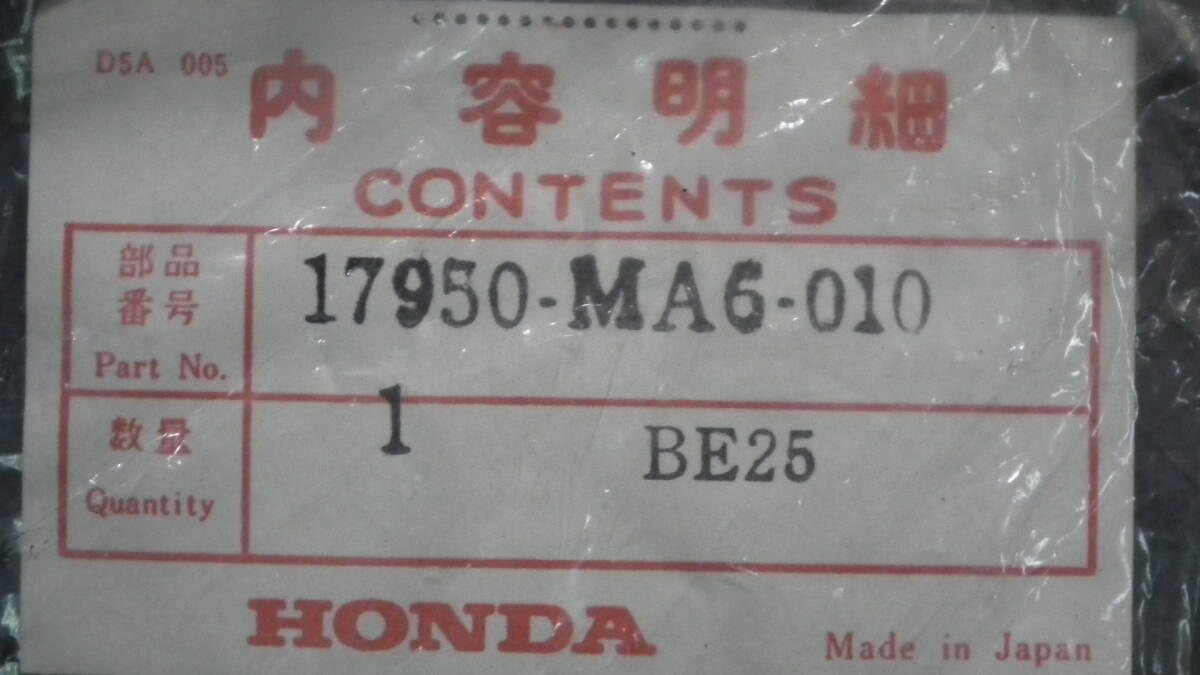 D5A 005
内容明細
CONTENTS
部品
番号
Part No.
17950-MA6-010
数量
Quantity
1 BE25
HONDA
Made in Japan